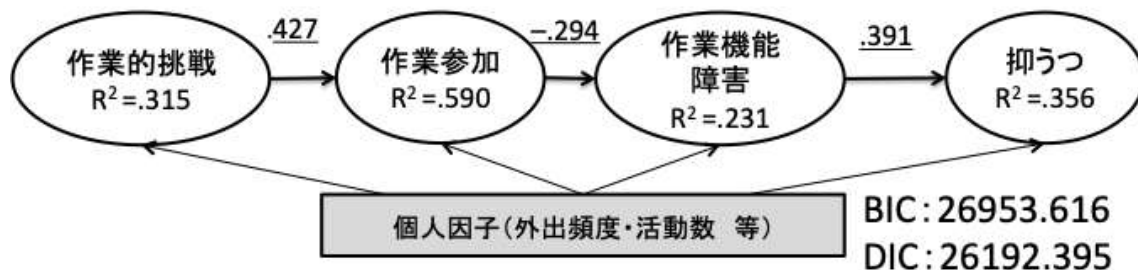 .427
−.294
.391
作業的挑戦
R²=.315
作業参加
R²=.590
作業機能
障害
R²=.231
抑うつ
R²=.356
個人因子(外出頻度・活動数 等)
BIC:26953.616
DIC:26192.395